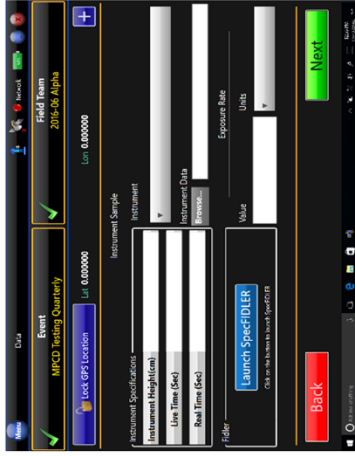 Menu
Data
Network
Event
MPCD Testing Quarterly
Field Team
2016-06 Alpha
Lock GPS Location
Lat 0.000000
Lon 0.000000
Instrument Sample
Instrument Specifications
Instrument Height(cm)
Live Time (Sec)
Real Time (Sec)
Instrument
Instrument Data
Browse...
Fidler
Launch SpecFIDLER
Click on the button to launch SpecFIDLER
Exposure Rate
Value
Units
Back
Next